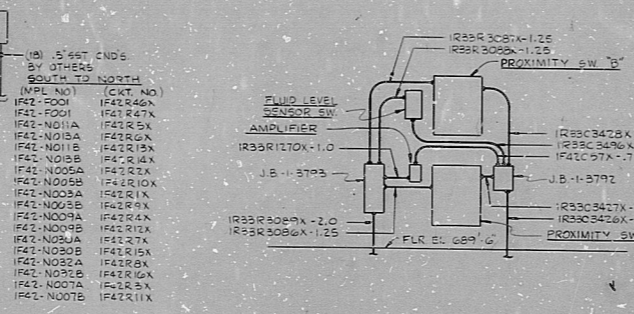 (18) .5"SST CND'S
BY OTHERS
SOUTH TO NORTH
(MPL NO) (CKT. NO.)
1F42-F001 1F42R46X
1F42-F001 1F42R47X
1F42-N011A 1F42R5X
1F42-N013A 1F42R6X
1F42-N011B 1F42R13X
1F42-N013B 1F42R14X
1F42-N005A 1F42R2X
1F42-N005B 1F42R10X
1F42-N003A 1F42R1X
1F42-N003B 1F42R9X
1F42-N009A 1F42R4X
1F42-N009B 1F42R12X
1F42-N030A 1F42R7X
1F42-N030B 1F42R15X
1F42-N032A 1F42R8X
1F42-N032B 1F42R16X
1F42-N007A 1F42R3X
1F42-N007B 1F42R11X
1R33R3087X-1.25
1R33R3088X-1.25
PROXIMITY SW. "B"
FLUID LEVEL
SENSOR SW.
AMPLIFIER
1R33R1270X-1.0
J.B.-1-3793
1R33C3428X
1R33C3496X
1F42C57X-.7
J.B.-1-3792
1R33R3089X-2.0
1R33R3086X-1.25
1R33C3427X-
1R33C3426X-
PROXIMITY SW
FLR EL 689'-6"